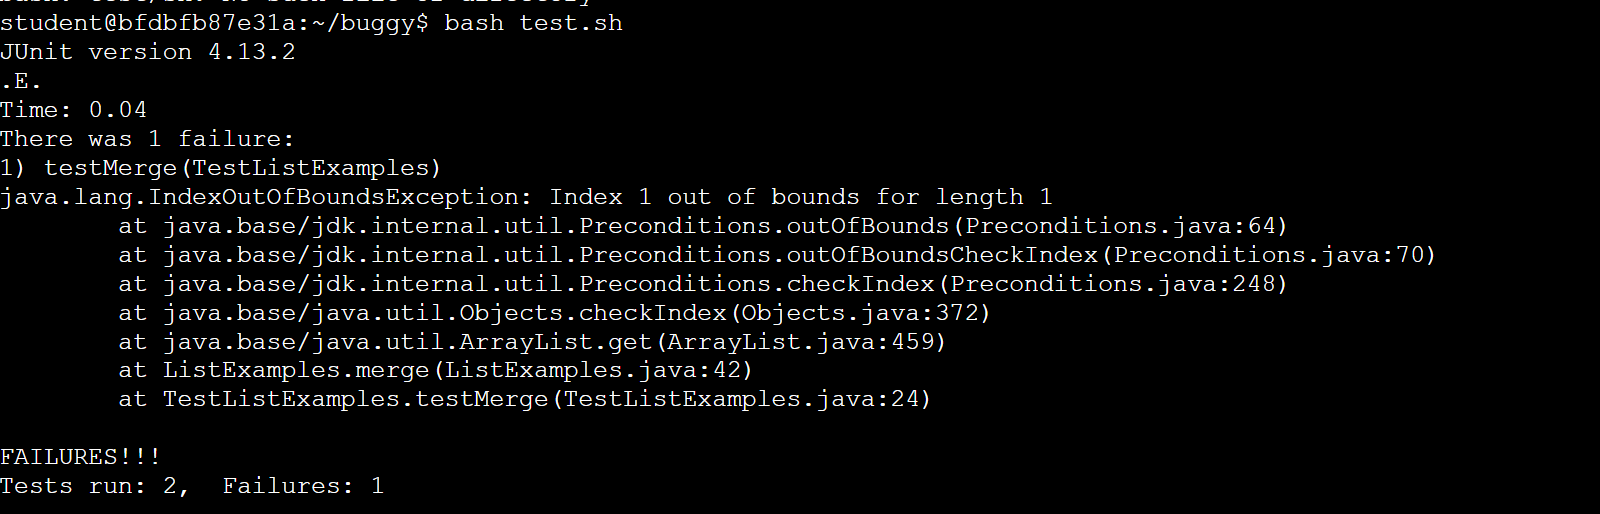 student@bfdbfb87e31a:~/buggy$ bash test.sh
JUnit version 4.13.2
.E.
Time: 0.04
There was 1 failure:
1) testMerge(TestListExamples)
java.lang.IndexOutOfBoundsException: Index 1 out of bounds for length 1
        at java.base/jdk.internal.util.Preconditions.outOfBounds(Preconditions.java:64)
        at java.base/jdk.internal.util.Preconditions.outOfBoundsCheckIndex(Preconditions.java:70)
        at java.base/jdk.internal.util.Preconditions.checkIndex(Preconditions.java:248)
        at java.base/java.util.Objects.checkIndex(Objects.java:372)
        at java.base/java.util.ArrayList.get(ArrayList.java:459)
        at ListExamples.merge(ListExamples.java:42)
        at TestListExamples.testMerge(TestListExamples.java:24)
FAILURES!!!
Tests run: 2,  Failures: 1